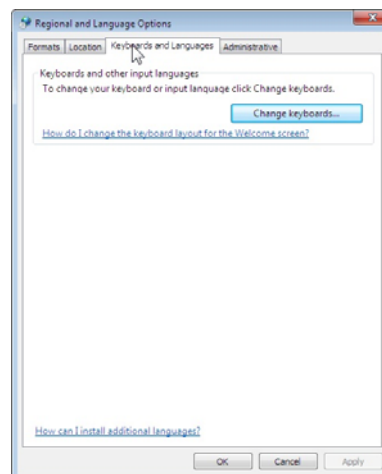 Regional and Language Options
Formats Location Keyboards and Languages Administrative
Keyboards and other input languages
To change your keyboard or input language click Change keyboards.
Change keyboards...
How do I change the keyboard layout for the Welcome screen?
How can I install additional languages?
OK Cancel Apply